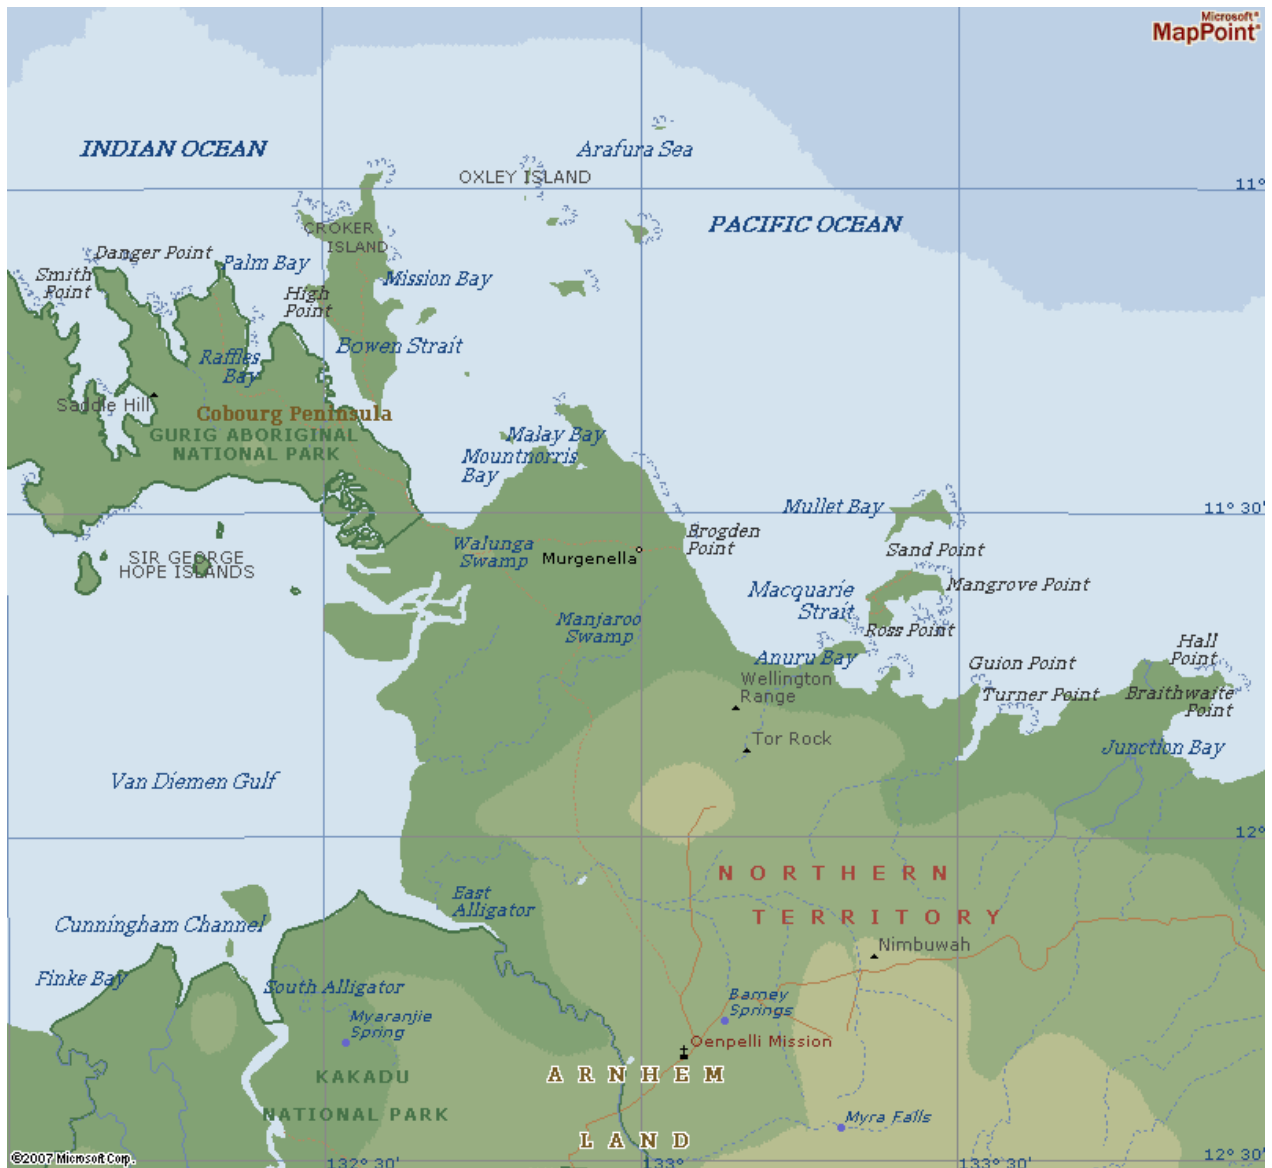 Microsoft®
MapPoint®
INDIAN OCEAN
Arafura Sea
OXLEY ISLAND
11°
PACIFIC OCEAN
CROKER
ISLAND
Danger Point
Palm Bay
Smith
Point
Mission Bay
High
Point
Bowen Strait
Raffles
Bay
Saddle Hill
Cobourg Peninsula
GURIG ABORIGINAL
NATIONAL PARK
Malay Bay
Mountnorris
Bay
Mullet Bay
11° 30'
Brogden
Point
Walunga
Swamp
Murgenella
Sand Point
SIR GEORGE
HOPE ISLANDS
Mangrove Point
Macquarie
Strait
Manjaroo
Swamp
Ross Point
Hall
Point
Anuru Bay
Guion Point
Wellington
Range
Turner Point
Braithwaite
Point
Tor Rock
Junction Bay
Van Diemen Gulf
12°
NORTHERN
TERRITORY
East
Alligator
Cunningham Channel
Nimbuwah
Finke Bay
South Alligator
Barney
Springs
Myaranjie
Spring
Oenpelli Mission
ARNHEM
LAND
KAKADU
NATIONAL PARK
Myra Falls
©2007 Microsoft Corp.
132° 30'
133°
133° 30'
12° 30'